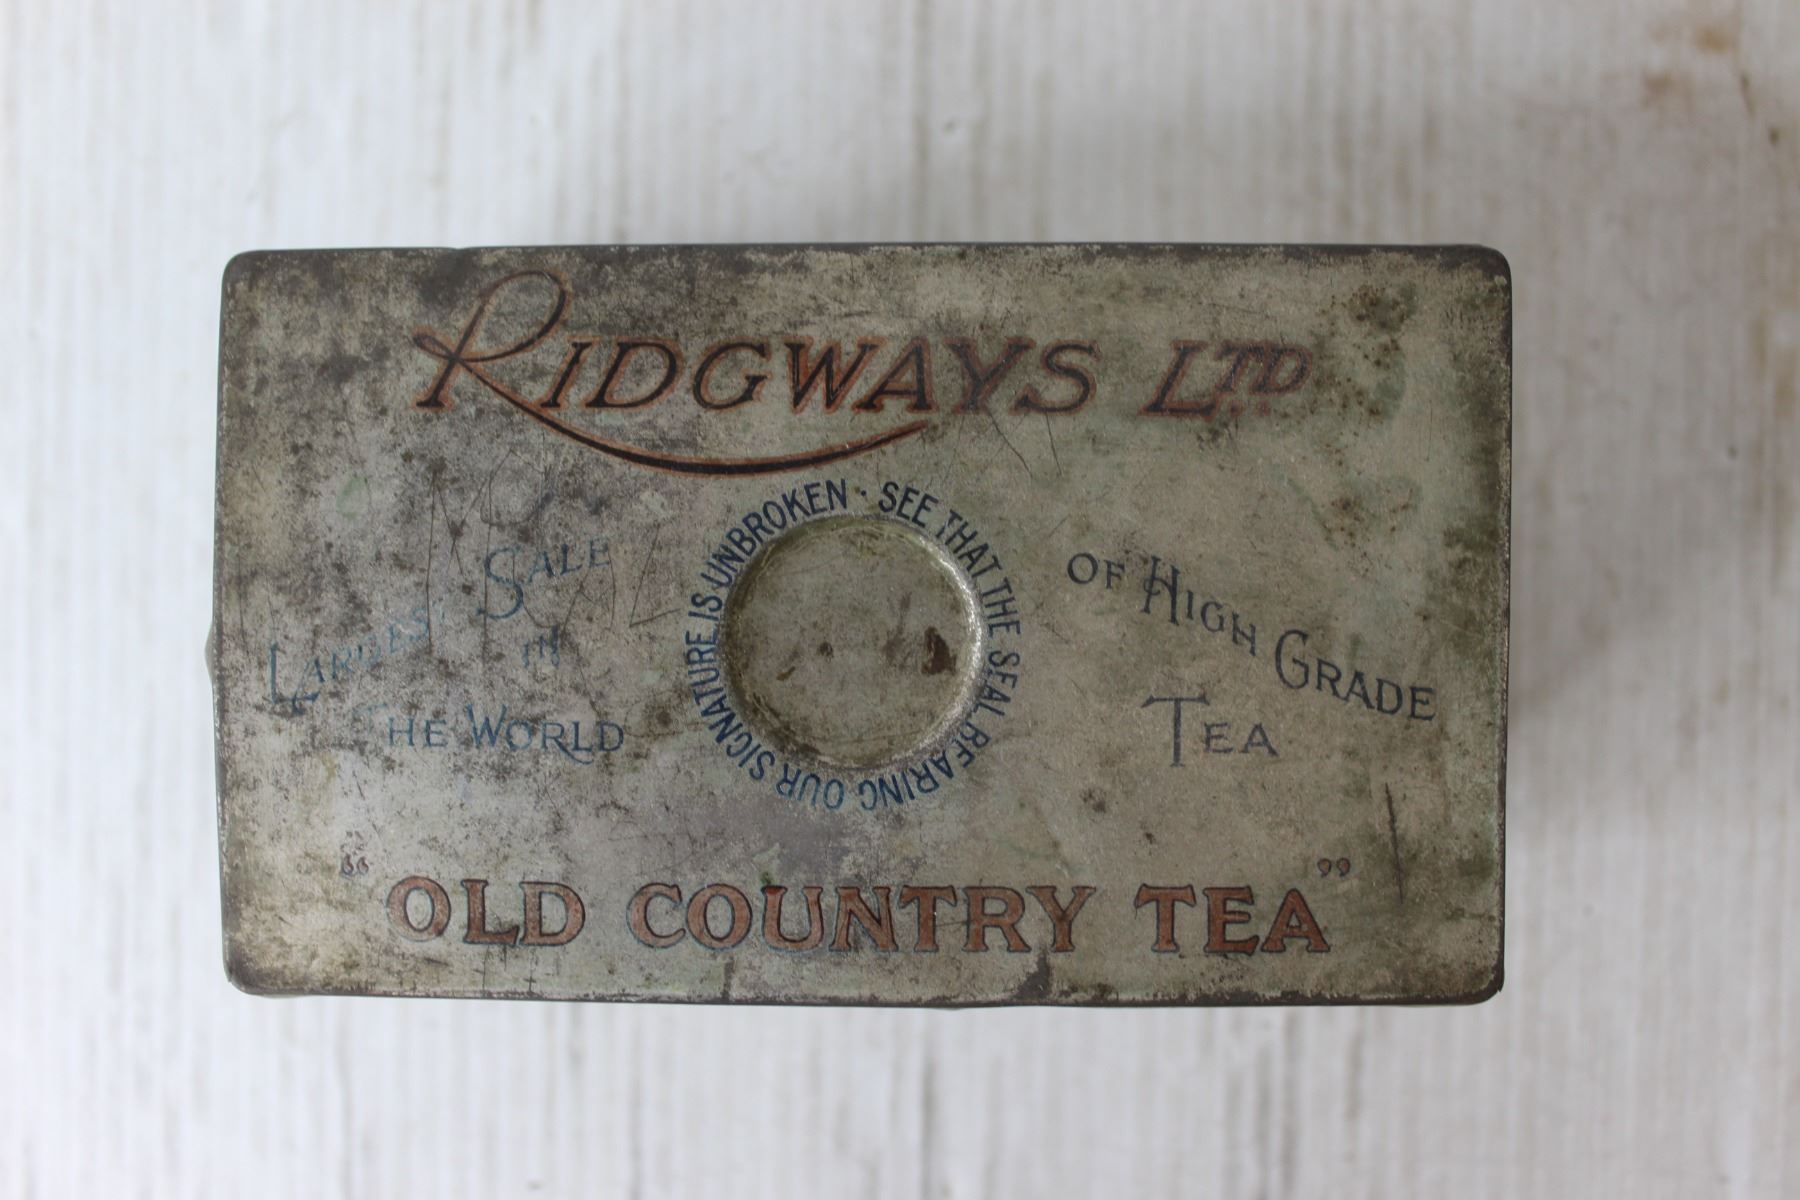 RIDGWAYS LTD
SEE THAT THE SEAL BEARING OUR SIGNATURE IS UNBROKEN ·
LARGEST SALE
IN
THE WORLD
OF HIGH GRADE
TEA
“OLD COUNTRY TEA”